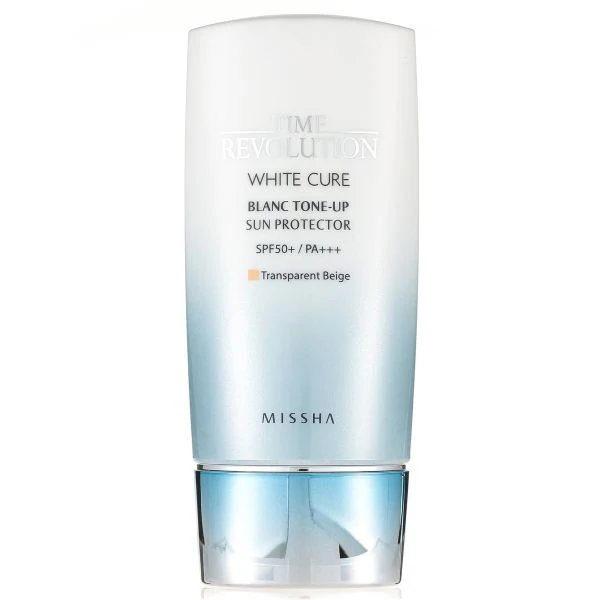 TIME
REVOLUTION
WHITE CURE
BLANC TONE-UP
SUN PROTECTOR
SPF50+ / PA+++
Transparent Beige
MISSHA